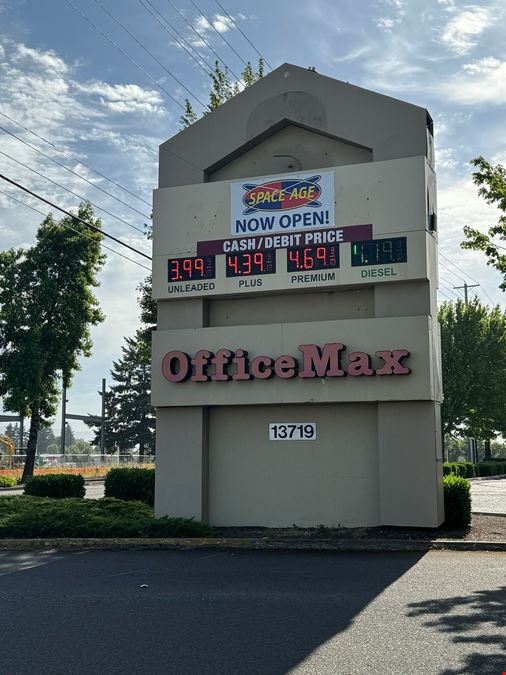 SPACE AGE
NOW OPEN!
CASH/DEBIT PRICE
3.99 4.39 4.69 4.19
UNLEADED PLUS PREMIUM DIESEL
OfficeMax
13719